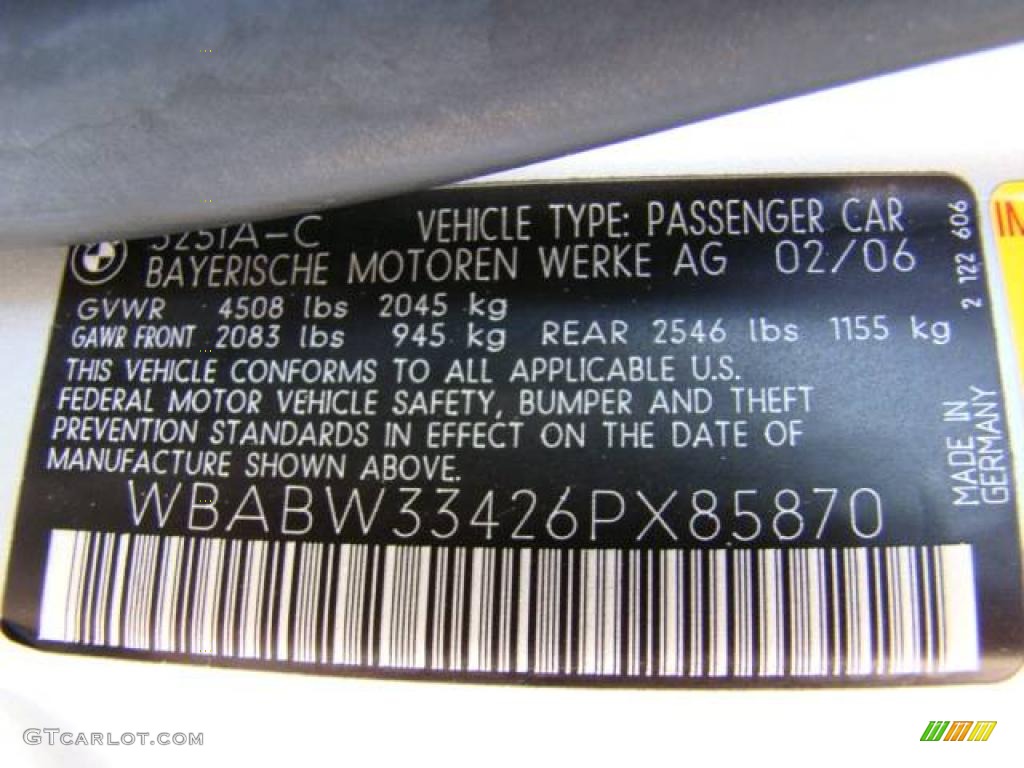 325iA-C VEHICLE TYPE: PASSENGER CAR
BAYERISCHE MOTOREN WERKE AG 02/06
GVWR 4508 lbs 2045 kg
GAWR FRONT 2083 lbs 945 kg REAR 2546 lbs 1155 kg
THIS VEHICLE CONFORMS TO ALL APPLICABLE U.S.
FEDERAL MOTOR VEHICLE SAFETY, BUMPER AND THEFT
PREVENTION STANDARDS IN EFFECT ON THE DATE OF
MANUFACTURE SHOWN ABOVE.
WBABW33426PX85870
2 122 606
MADE IN
GERMANY
GTCARLOT.COM